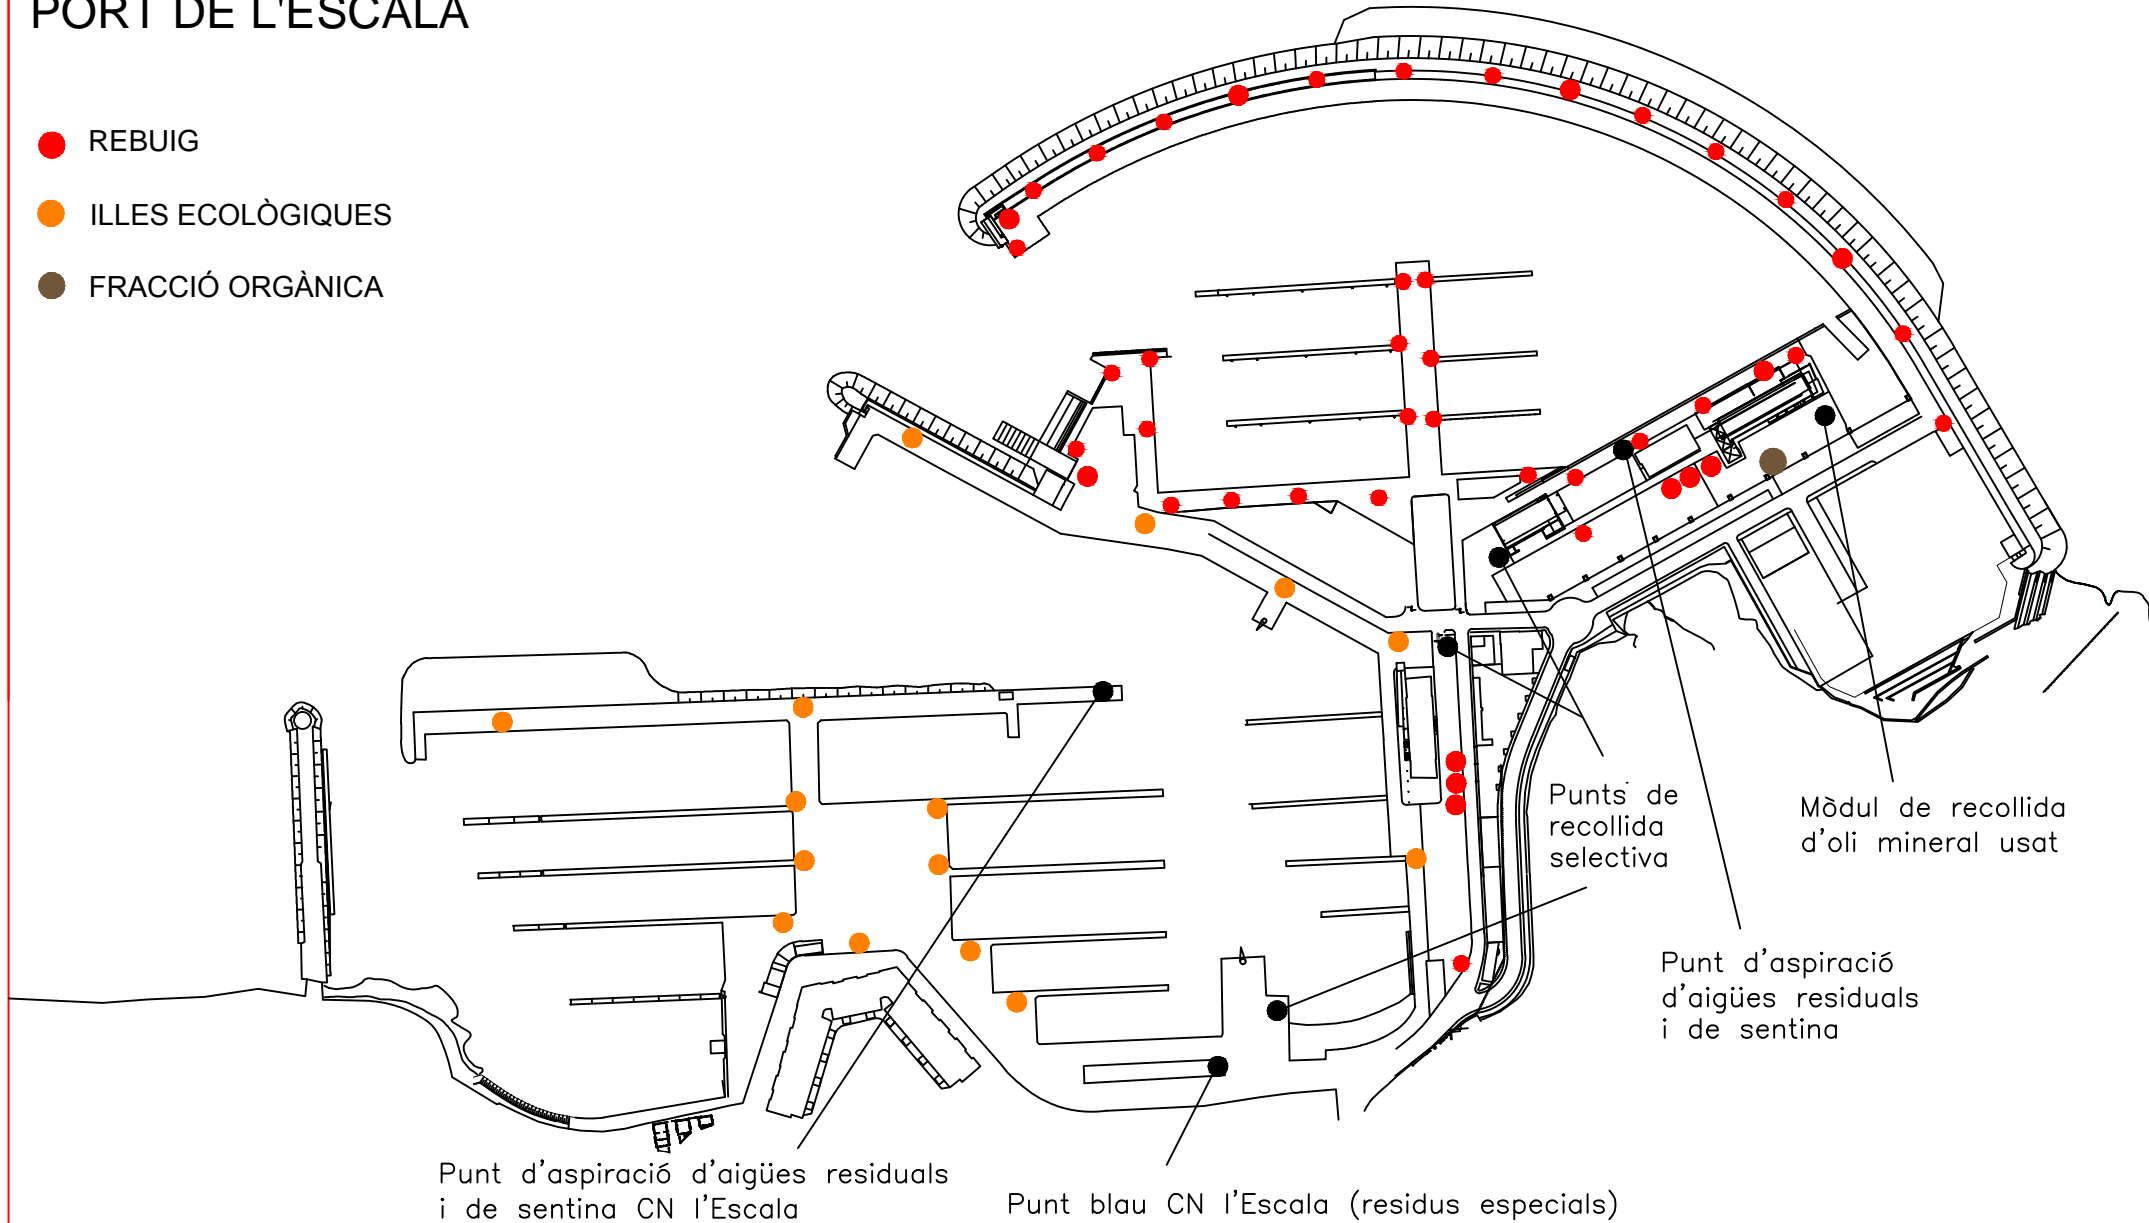 PORT DE L'ESCALA
REBUIG
ILLES ECOLÒGIQUES
FRACCIÓ ORGÀNICA
Punts de
recollida
selectiva
Mòdul de recollida
d'oli mineral usat
Punt d'aspiració
d'aigües residuals
i de sentina
Punt d'aspiració d'aigües residuals
i de sentina CN l'Escala
Punt blau CN l'Escala (residus especials)